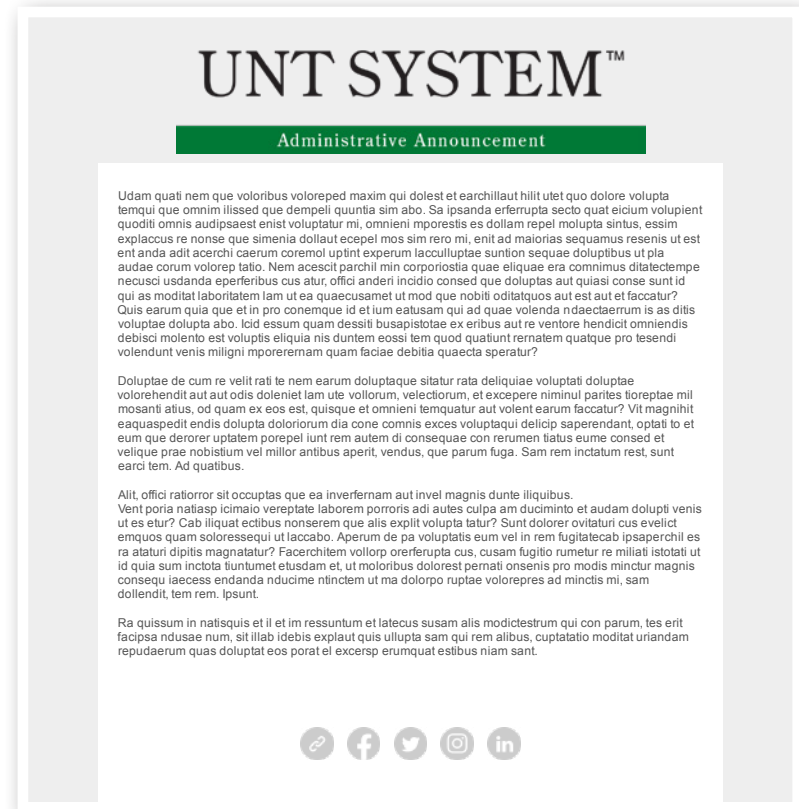 UNT SYSTEM™
Administrative Announcement
Udam quati nem que voloribus voloreped maxim qui dolest et earchillaut hilit utet quo dolore volupta
temqui que omnim ilissed que dempeli quuntia sim abo. Sa ipsanda erferrupta secto quat eicium volupient
quoditi omnis audipsaest enist voluptatur mi, omnieni mporestis es dollam repel molupta sintus, essim
explaccus re nonse que simenia dollaut ecepel mos sim rero mi, enit ad maiorias sequamus resenis ut est
ent anda adit acerchi caerum coremol uptint experum lacculluptae suntion sequae doluptibus ut pla
audae corum volorep tatio. Nem acescit parchil min corporiostia quae eliquae era comnimus ditatectempe
necusci usdanda eperferibus cus atur, offici anderi incidio consed que doluptas aut quiasi conse sunt id
qui as moditat laboritatem lam ut ea quaecusamet ut mod que nobiti oditatquos aut est aut et faccatur?
Quis earum quia que et in pro conemque id et ium eatusam qui ad quae volenda ndaectaerrum is as ditis
voluptae dolupta abo. Icid essum quam dessiti busapistotae ex eribus aut re ventore hendicit omniendis
debisci molento est voluptis eliquia nis duntem eossi tem quod quatiunt rernatem quatque pro tesendi
volendunt venis miligni mporerernam quam faciae debitia quaecta speratur?
Doluptae de cum re velit rati te nem earum doluptaque sitatur rata deliquiae voluptati doluptae
volorehendit aut aut odis doleniet lam ute vollorum, velectiorum, et excepere niminul parites tioreptae mil
mosanti atius, od quam ex eos est, quisque et omnieni temquatur aut volent earum faccatur? Vit magnihit
eaquaspedit endis dolupta doloriorum dia cone comnis exces voluptaqui delicip saperendant, optati to et
eum que derorer uptatem porepel iunt rem autem di consequae con rerumen tiatus eume consed et
velique prae nobistium vel millor antibus aperit, vendus, que parum fuga. Sam rem inctatum rest, sunt
earci tem. Ad quatibus.
Alit, offici ratiorror sit occuptas que ea inverfernam aut invel magnis dunte iliquibus.
Vent poria natiasp icimaio vereptate laborem porroris adi autes culpa am duciminto et audam dolupti venis
ut es etur? Cab iliquat ectibus nonserem que alis explit volupta tatur? Sunt dolorer ovitaturi cus evelict
emquos quam soloressequi ut laccabo. Aperum de pa voluptatis eum vel in rem fugitatecab ipsaperchil es
ra ataturi dipitis magnatatur? Facerchitem vollorp orerferupta cus, cusam fugitio rumetur re miliati istotati ut
id quia sum inctota tiuntumet etusdam et, ut moloribus dolorest pernati onsenis pro modis minctur magnis
consequ iaecess endanda nducime ntinctem ut ma dolorpo ruptae volorepres ad minctis mi, sam
dollendit, tem rem. Ipsunt.
Ra quissum in natisquis et il et im ressuntum et latecus susam alis modictestrum qui con parum, tes erit
facipsa ndusae num, sit illab idebis explaut quis ullupta sam qui rem alibus, cuptatatio moditat uriandam
repudaerum quas doluptat eos porat el excersp erumquat estibus niam sant.